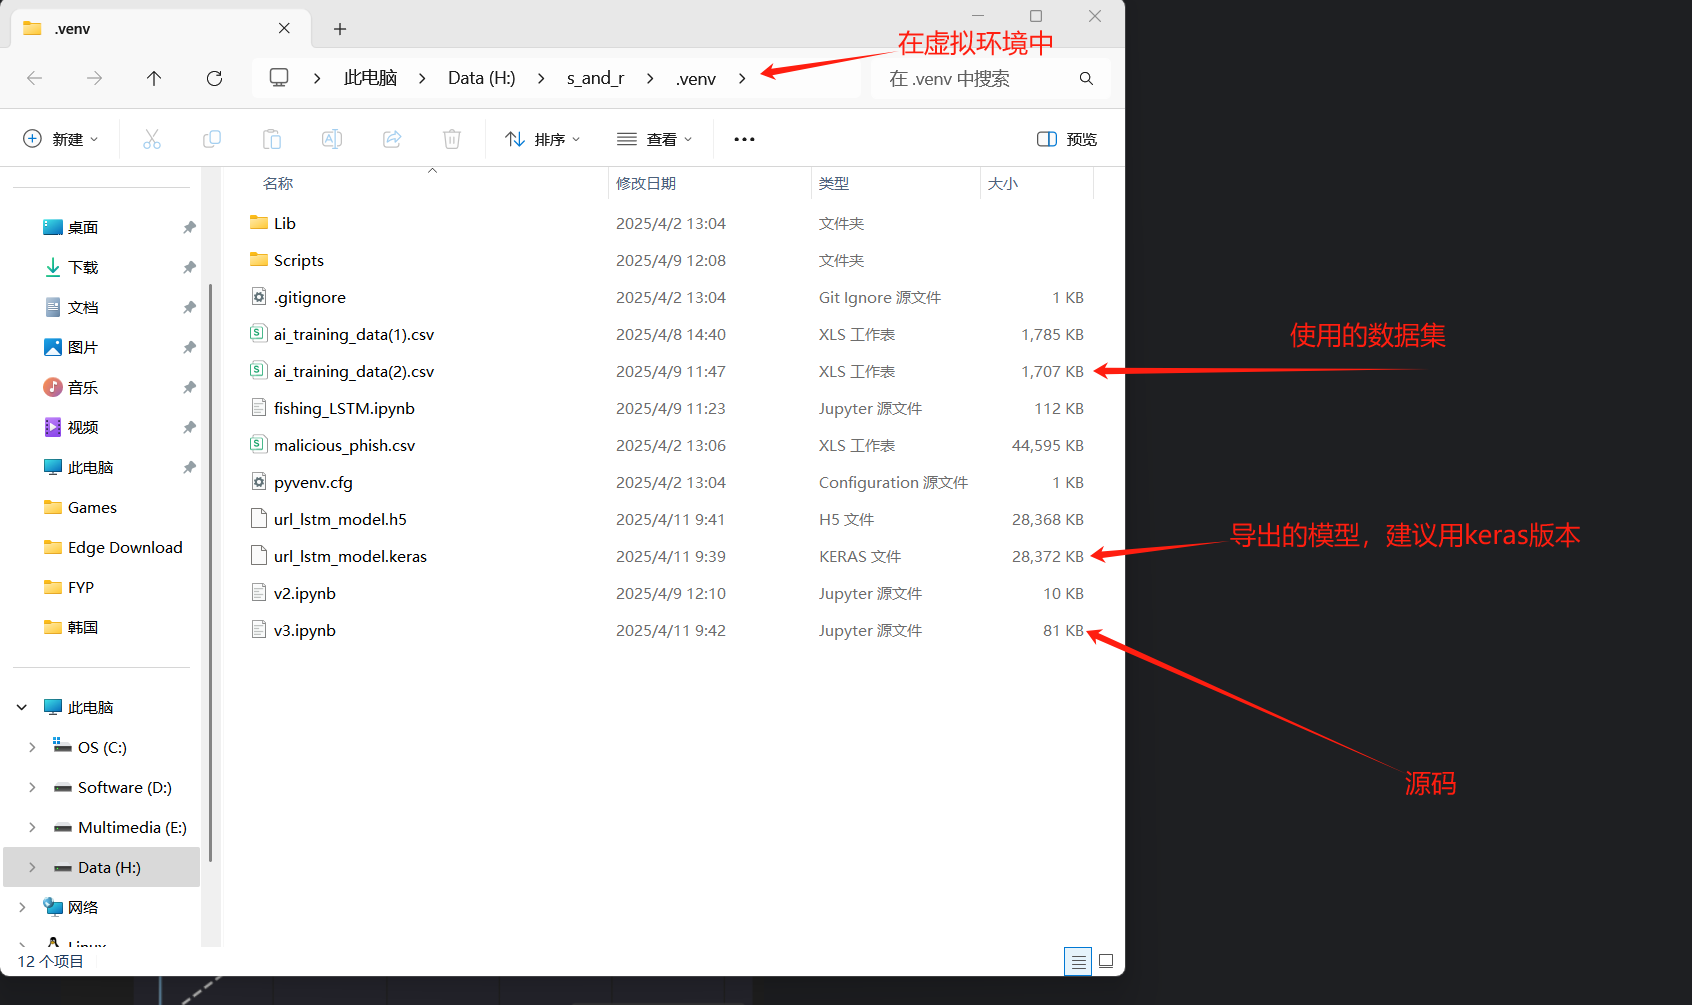 .venv
在虚拟环境中
此电脑
Data (H:)
s_and_r
.venv
在 .venv 中搜索
新建
排序
查看
预览
名称
修改日期
类型
大小
Lib 2025/4/2 13:04 文件夹
Scripts 2025/4/9 12:08 文件夹
.gitignore 2025/4/2 13:04 Git Ignore 源文件 1 KB
ai_training_data(1).csv 2025/4/8 14:40 XLS 工作表 1,785 KB
ai_training_data(2).csv 2025/4/9 11:47 XLS 工作表 1,707 KB
fishing_LSTM.ipynb 2025/4/9 11:23 Jupyter 源文件 112 KB
malicious_phish.csv 2025/4/2 13:06 XLS 工作表 44,595 KB
pyvenv.cfg 2025/4/2 13:04 Configuration 源文件 1 KB
url_lstm_model.h5 2025/4/11 9:41 H5 文件 28,368 KB
url_lstm_model.keras 2025/4/11 9:39 KERAS 文件 28,372 KB
v2.ipynb 2025/4/9 12:10 Jupyter 源文件 10 KB
v3.ipynb 2025/4/11 9:42 Jupyter 源文件 81 KB
使用的数据集
导出的模型，建议用keras版本
源码
桌面
下载
文档
图片
音乐
视频
此电脑
Games
Edge Download
FYP
韩国
此电脑
OS (C:)
Software (D:)
Multimedia (E:)
Data (H:)
网络
Linux
12 个项目